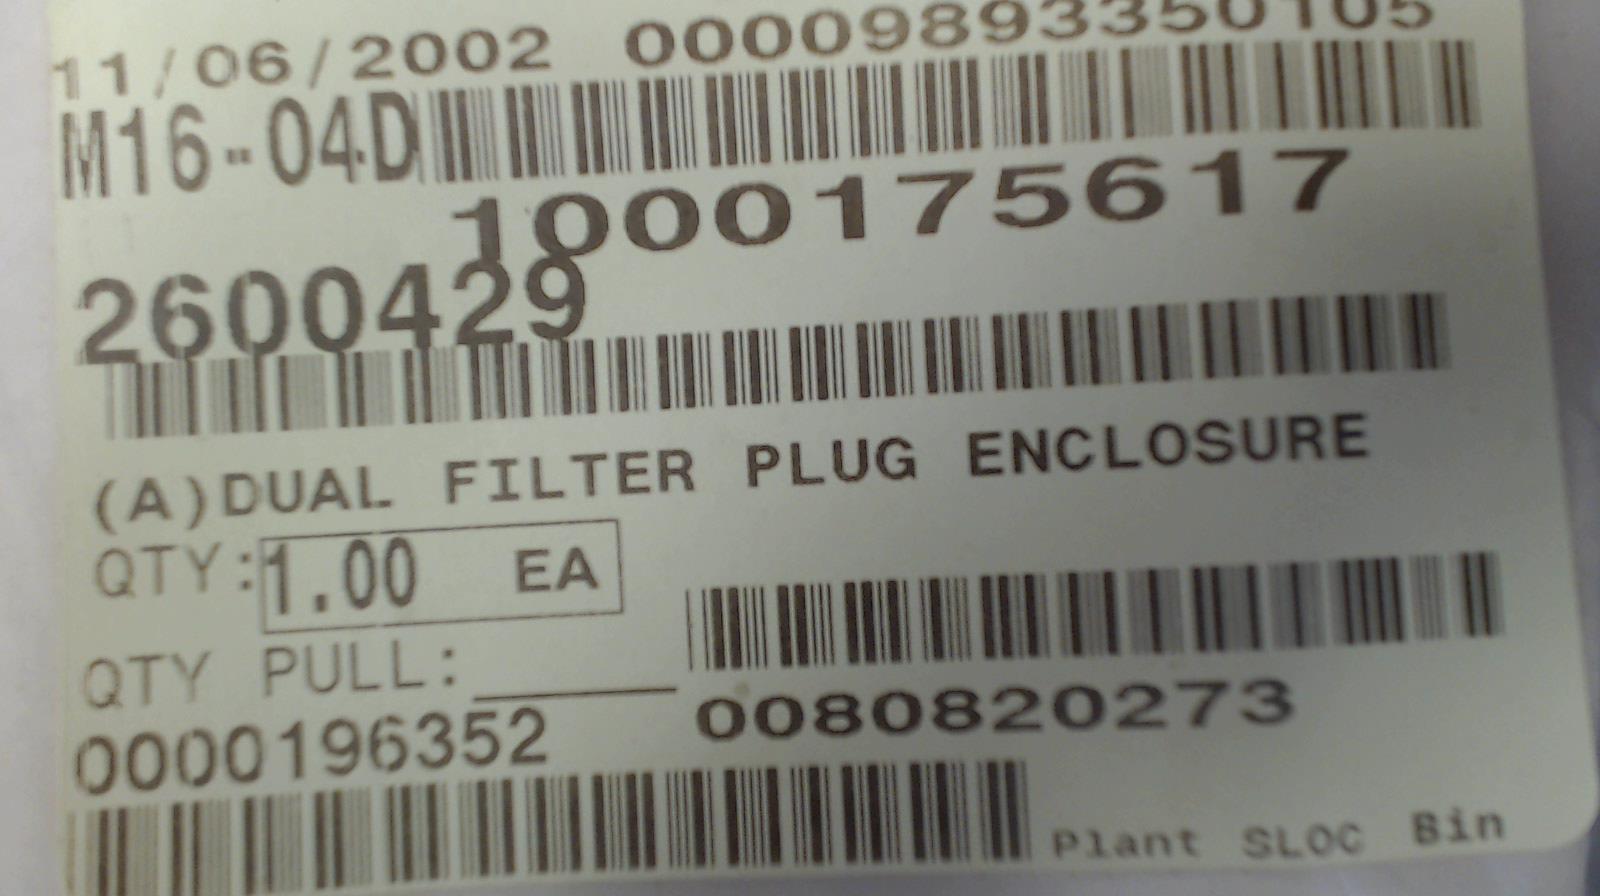 11/06/2002 00009893350105
M16-04D
1000175617
2600429
(A)DUAL FILTER PLUG ENCLOSURE
QTY:1.00 EA
QTY PULL:
0000196352 0080820273
Plant SLOC Bin